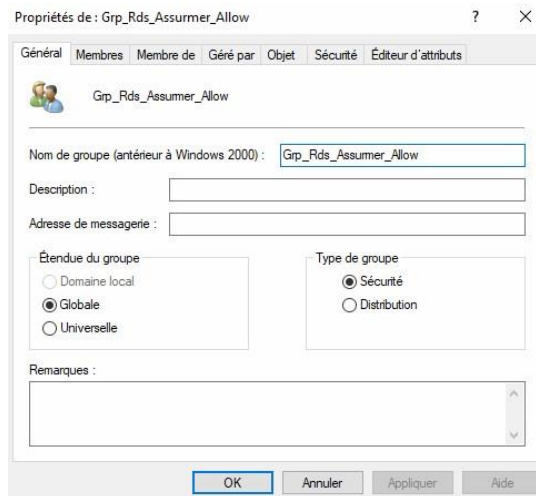 Propriétés de : Grp_Rds_Assurmer_Allow ? X
Général Membres Membre de Géré par Objet Sécurité Éditeur d'attributs
Grp_Rds_Assurmer_Allow
Nom de groupe (antérieur à Windows 2000) : Grp_Rds_Assurmer_Allow
Description :
Adresse de messagerie :
Étendue du groupe Type de groupe
Domaine local Sécurité
Globale Distribution
Universelle
Remarques :
OK Annuler Appliquer Aide